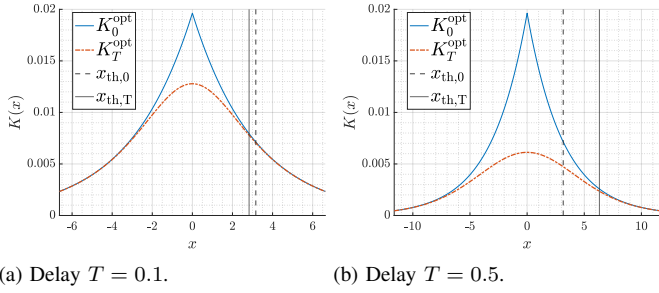 0.02
0.015
0.01
0.005
0
K(x)
-6 -4 -2 0 2 4 6
x
K_0^opt
K_T^opt
x_th,0
x_th,T
0.02
0.015
0.01
0.005
0
K(x)
-10 -5 0 5 10
x
K_0^opt
K_T^opt
x_th,0
x_th,T
(a) Delay T = 0.1.
(b) Delay T = 0.5.